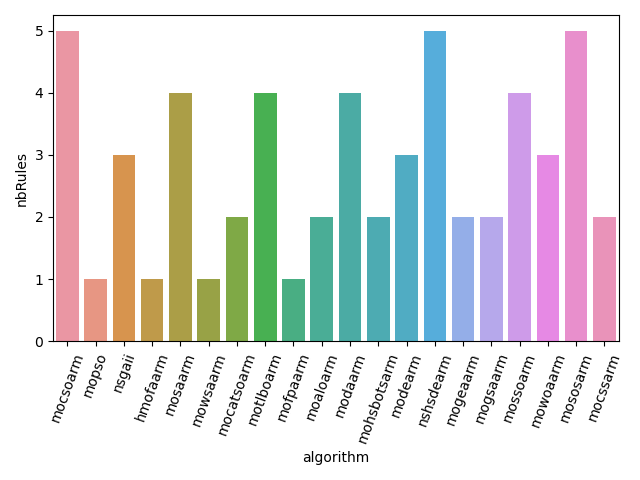 nbRules
5
4
3
2
1
0
mocsoarm
mopso
nsgaii
hmofaarm
mosaarm
mowsaarm
mocatsoarm
motlboarm
mofpaarm
moaloarm
modaarm
mohsbotsarm
modearm
nshsdearm
mogeaarm
mogsaarm
mossoarm
mowoaarm
mososarm
mocssarm
algorithm